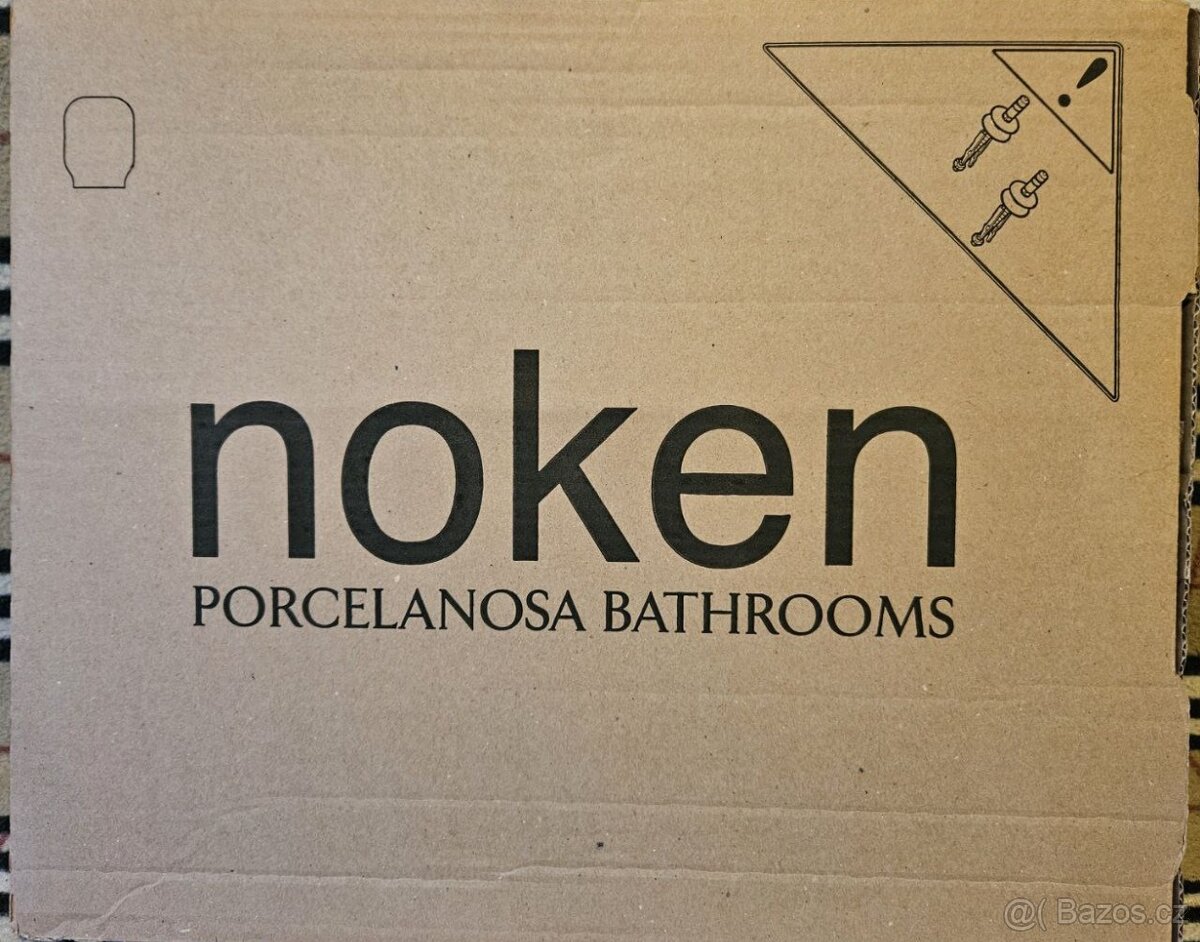 noken
PORCELANOSA BATHROOMS
@( Bazos.cz